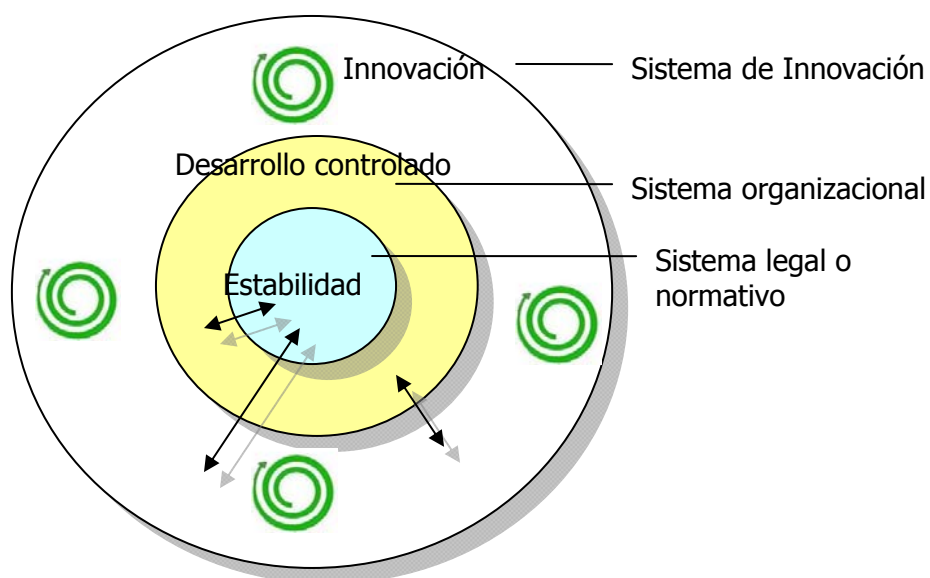 Innovación
Sistema de Innovación
Desarrollo controlado
Sistema organizacional
Sistema legal o
normativo
Estabilidad